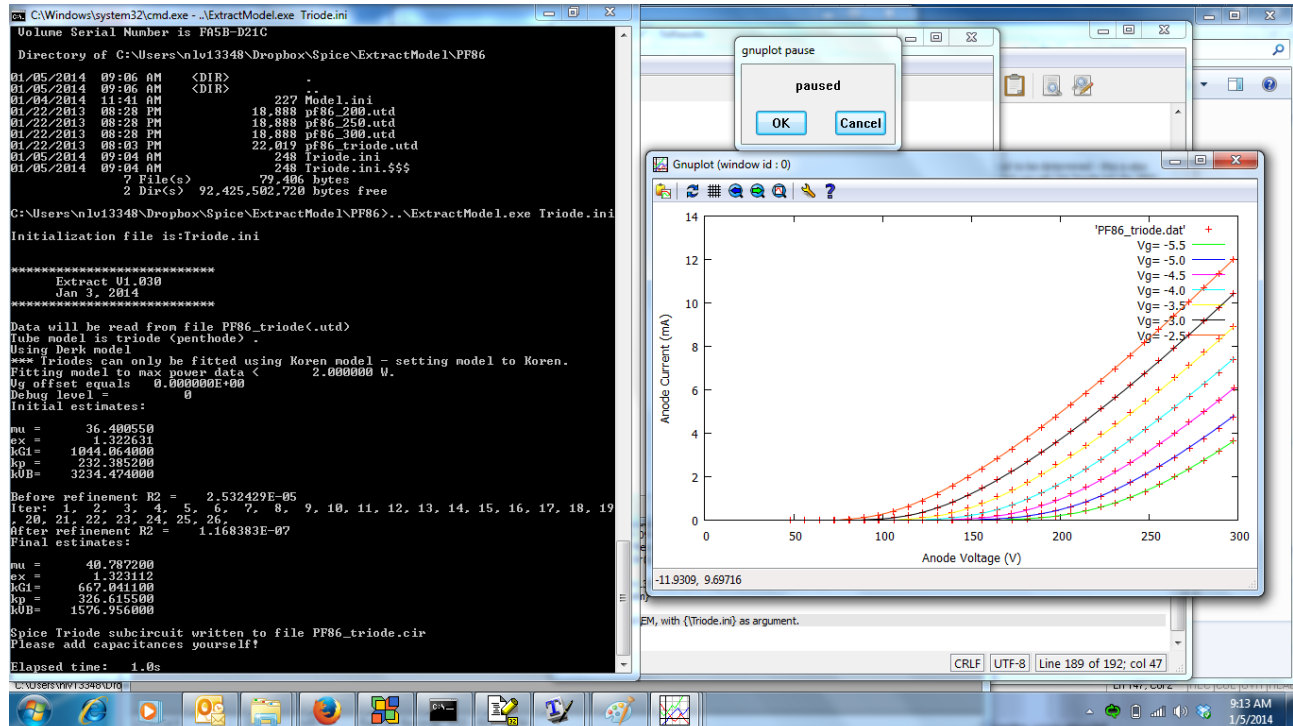 C:\Windows\system32\cmd.exe - ..\ExtractModel.exe Triode.ini
Volume Serial Number is FA5B-D21C
Directory of C:\Users\nlv13348\Dropbox\Spice\ExtractModel\PF86
01/05/2014 09:06 AM <DIR> .
01/05/2014 09:06 AM <DIR> ..
01/04/2014 11:41 AM 227 Model.ini
01/22/2013 08:28 PM 18,888 pf86_200.utd
01/22/2013 08:28 PM 18,888 pf86_250.utd
01/22/2013 08:28 PM 18,888 pf86_300.utd
01/22/2013 08:03 PM 22,019 pf86_triode.utd
01/05/2014 09:04 AM 248 Triode.ini
01/05/2014 09:04 AM 248 Triode.ini.$$$
7 File(s) 79,406 bytes
2 Dir(s) 92,425,502,720 bytes free
C:\Users\nlv13348\Dropbox\Spice\ExtractModel\PF86>..\ExtractModel.exe Triode.ini
Initialization file is:Triode.ini
***************************
Extract V1.030
Jan 3, 2014
***************************
Data will be read from file PF86_triode(.utd)
Tube model is triode (penthode) .
Using Derk model
*** Triodes can only be fitted using Koren model - setting model to Koren.
Fitting model to max power data < 2.000000 W.
Vg offset equals 0.000000E+00
Debug level = 0
Initial estimates:
mu = 36.400550
ex = 1.322631
kG1= 1044.064000
kp = 232.385200
kVB= 3234.474000
Before refinement R2 = 2.532429E-05
Iter: 1, 2, 3, 4, 5, 6, 7, 8, 9, 10, 11, 12, 13, 14, 15, 16, 17, 18, 19
, 20, 21, 22, 23, 24, 25, 26,
After refinement R2 = 1.168383E-07
Final estimates:
mu = 40.787200
ex = 1.323112
kG1= 667.041100
kp = 326.615500
kVB= 1576.956000
Spice Triode subcircuit written to file PF86_triode.cir
Please add capacitances yourself!
Elapsed time: 1.0s
gnuplot pause
paused
OK Cancel
Gnuplot (window id : 0)
14
12
10
8
6
4
2
0
Anode Current (mA)
'PF86_triode.dat'
Vg= -5.5
Vg= -5.0
Vg= -4.5
Vg= -4.0
Vg= -3.5
Vg= -3.0
Vg= -2.5
0 50 100 150 200 250 300
Anode Voltage (V)
-11.9309, 9.69716
EM, with {\Triode.ini} as argument.
CRLF UTF-8 Line 189 of 192; col 47
9:13 AM
1/5/2014